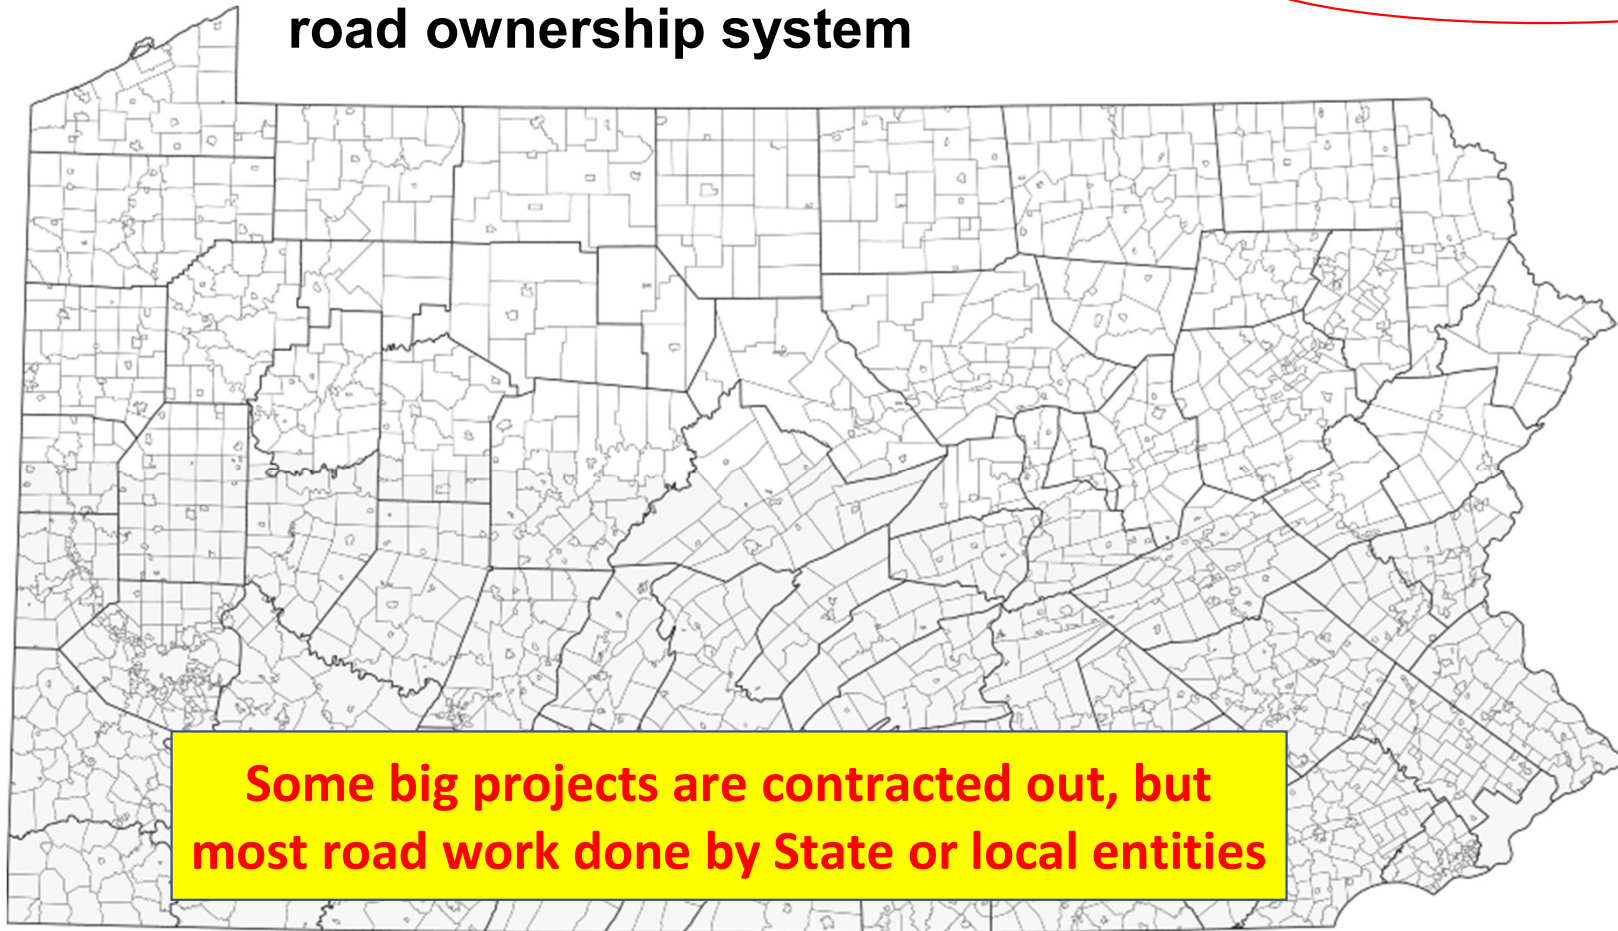 road ownership system
Some big projects are contracted out, but
most road work done by State or local entities